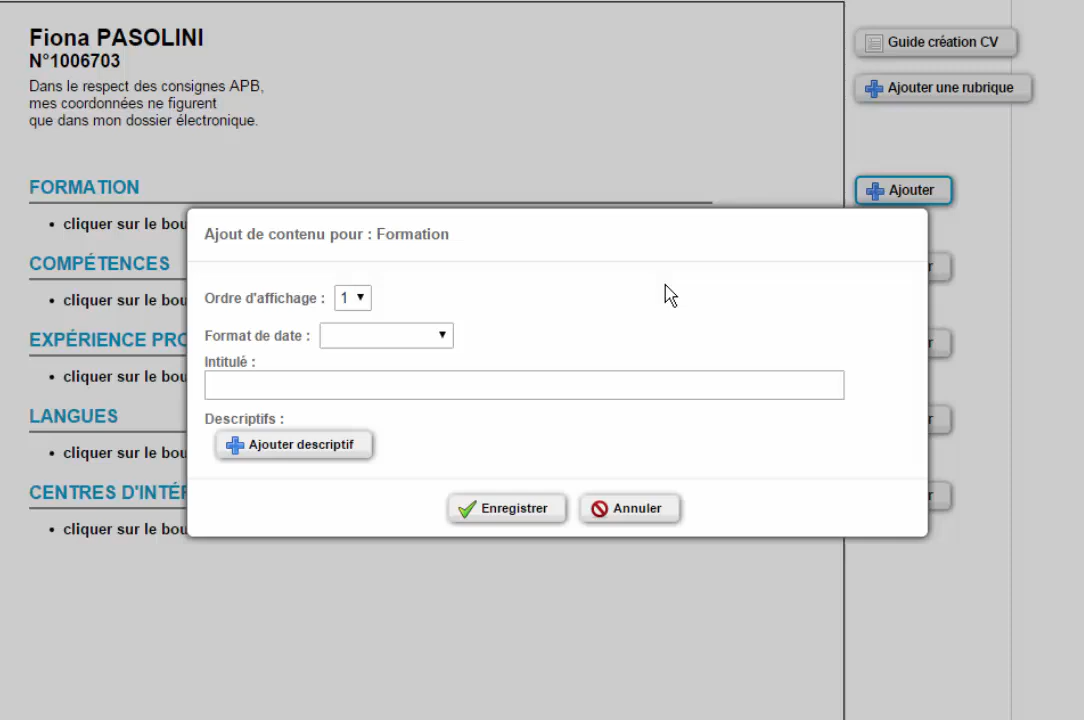 Fiona PASOLINI
N°1006703
Dans le respect des consignes APB,
mes coordonnées ne figurent
que dans mon dossier électronique.
Guide création CV
Ajouter une rubrique
FORMATION
Ajouter
cliquer sur le bou
Ajout de contenu pour : Formation
COMPÉTENCES
r
cliquer sur le bou
Ordre d'affichage : 1
Format de date :
EXPÉRIENCE PRO
r
Intitulé :
cliquer sur le bou
LANGUES
Descriptifs :
r
Ajouter descriptif
cliquer sur le bou
CENTRES D'INTÉR
r
Enregistrer
Annuler
cliquer sur le bou